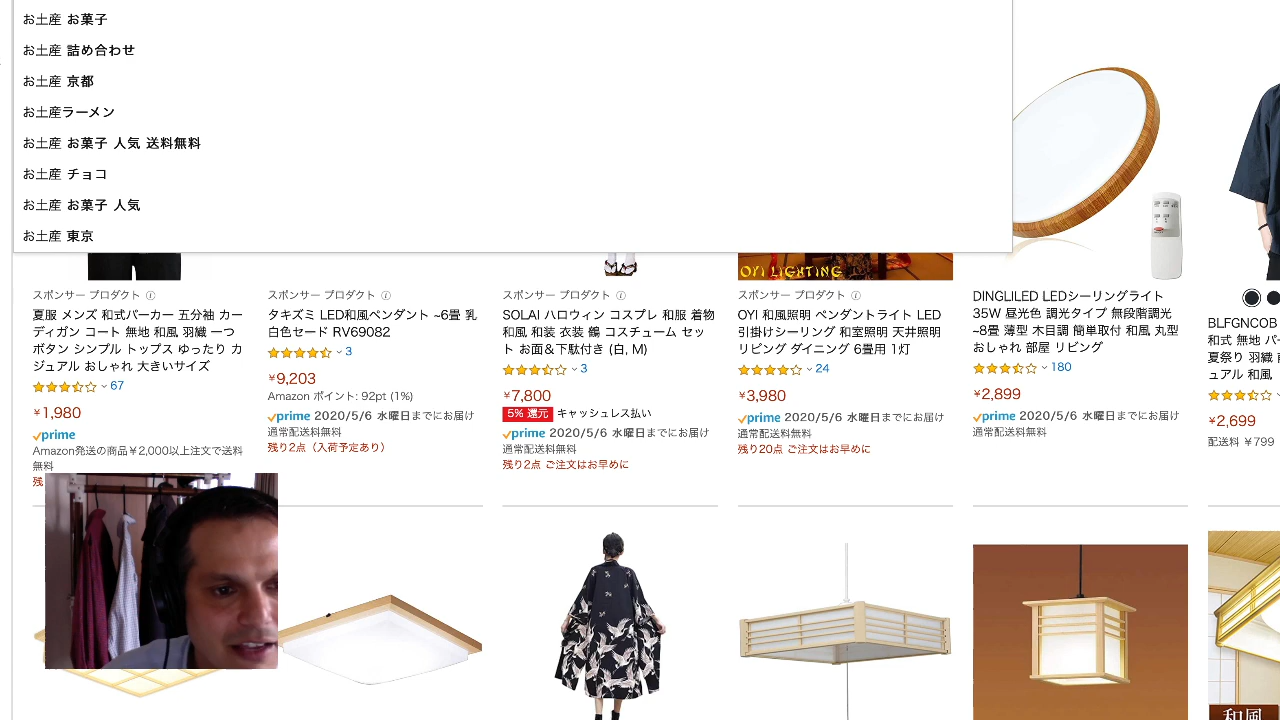 お土産 お菓子
お土産 詰め合わせ
お土産 京都
お土産ラーメン
お土産 お菓子 人気 送料無料
お土産 チョコ
お土産 お菓子 人気
お土産 東京
スポンサー プロダクト
夏服 メンズ 和式パーカー 五分袖 カー
ディガン コート 無地 和風 羽織 一つ
ボタン シンプル トップス ゆったり カ
ジュアル おしゃれ 大きいサイズ
67
¥1,980
prime
Amazon発送の商品¥2,000以上注文で送料
無料
残
スポンサー プロダクト
タキズミ LED和風ペンダント ~6畳 乳
白色セード RV69082
3
¥9,203
Amazon ポイント: 92pt (1%)
prime 2020/5/6 水曜日までにお届け
通常配送料無料
残り2点（入荷予定あり）
スポンサー プロダクト
SOLAI ハロウィン コスプレ 和服 着物
和風 和装 衣装 鶴 コスチューム セッ
ト お面＆下駄付き (白, M)
3
¥7,800
5% 還元 キャッシュレス払い
prime 2020/5/6 水曜日までにお届け
通常配送料無料
残り2点 ご注文はお早めに
OYI LIGHTING
スポンサー プロダクト
OYI 和風照明 ペンダントライト LED
引掛けシーリング 和室照明 天井照明
リビング ダイニング 6畳用 1灯
24
¥3,980
prime 2020/5/6 水曜日までにお届け
通常配送料無料
残り20点 ご注文はお早めに
DINGLILED LEDシーリングライト
35W 昼光色 調光タイプ 無段階調光
~8畳 薄型 木目調 簡単取付 和風 丸型
おしゃれ 部屋 リビング
180
¥2,899
prime 2020/5/6 水曜日までにお届け
通常配送料無料
BLFGNCOB
和式 無地 パー
夏祭り 羽織
ュアル 和風,
¥2,699
配送料 ¥799
和風